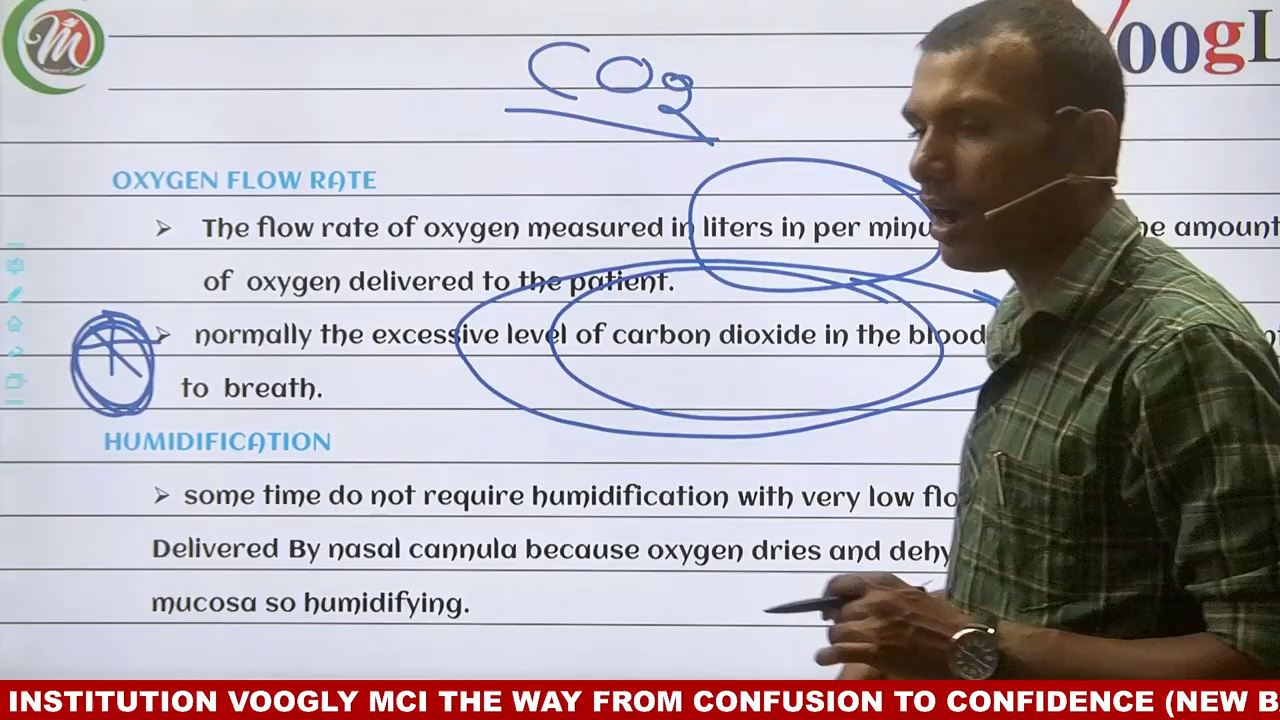 M
oogL
CO2
OXYGEN FLOW RATE
➢ The flow rate of oxygen measured in liters in per minu he amount
of oxygen delivered to the patient.
➢ normally the excessive level of carbon dioxide in the blood
to breath.
HUMIDIFICATION
➢ some time do not require humidification with very low flo
Delivered By nasal cannula because oxygen dries and dehy
mucosa so humidifying.
INSTITUTION VOOGLY MCI THE WAY FROM CONFUSION TO CONFIDENCE (NEW B